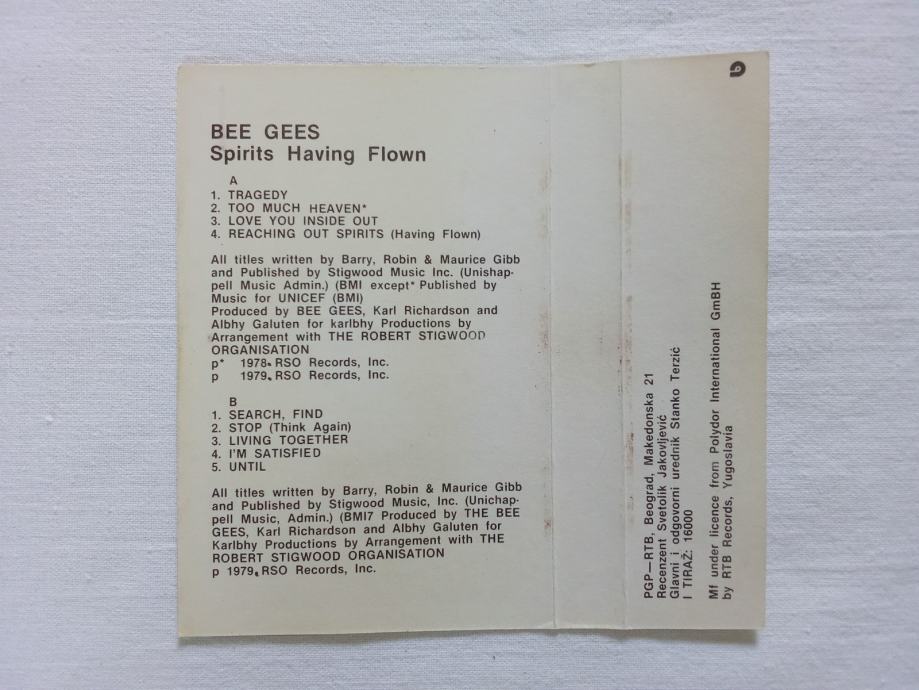 BEE GEES
Spirits Having Flown
A
1. TRAGEDY
2. TOO MUCH HEAVEN*
3. LOVE YOU INSIDE OUT
4. REACHING OUT SPIRITS (Having Flown)
All titles written by Barry, Robin & Maurice Gibb
and Published by Stigwood Music Inc. (Unishap-
pell Music Admin.) (BMI except* Published by
Music for UNICEF (BMI)
Produced by BEE GEES, Karl Richardson and
Albhy Galuten for karlbhy Productions by
Arrangement with THE ROBERT STIGWOOD
ORGANISATION
p* 1978. RSO Records, Inc.
p 1979. RSO Records, Inc.
B
1. SEARCH, FIND
2. STOP (Think Again)
3. LIVING TOGETHER
4. I'M SATISFIED
5. UNTIL
All titles written by Barry, Robin & Maurice Gibb
and Published by Stigwood Music, Inc. (Unichap-
pell Music, Admin.) (BMI7 Produced by THE BEE
GEES, Karl Richardson and Albhy Galuten for
Karlbhy Productions by Arrangement with THE
ROBERT STIGWOOD ORGANISATION
p 1979. RSO Records, Inc.
PGP—RTB, Beograd, Makedonska 21
Recenzent Svetolik Jakovljević
Glavni i odgovorni urednik Stanko Terzić
I TIRAŽ: 16000
Mf under licence from Polydor International GmBH
by RTB Records, Yugoslavia